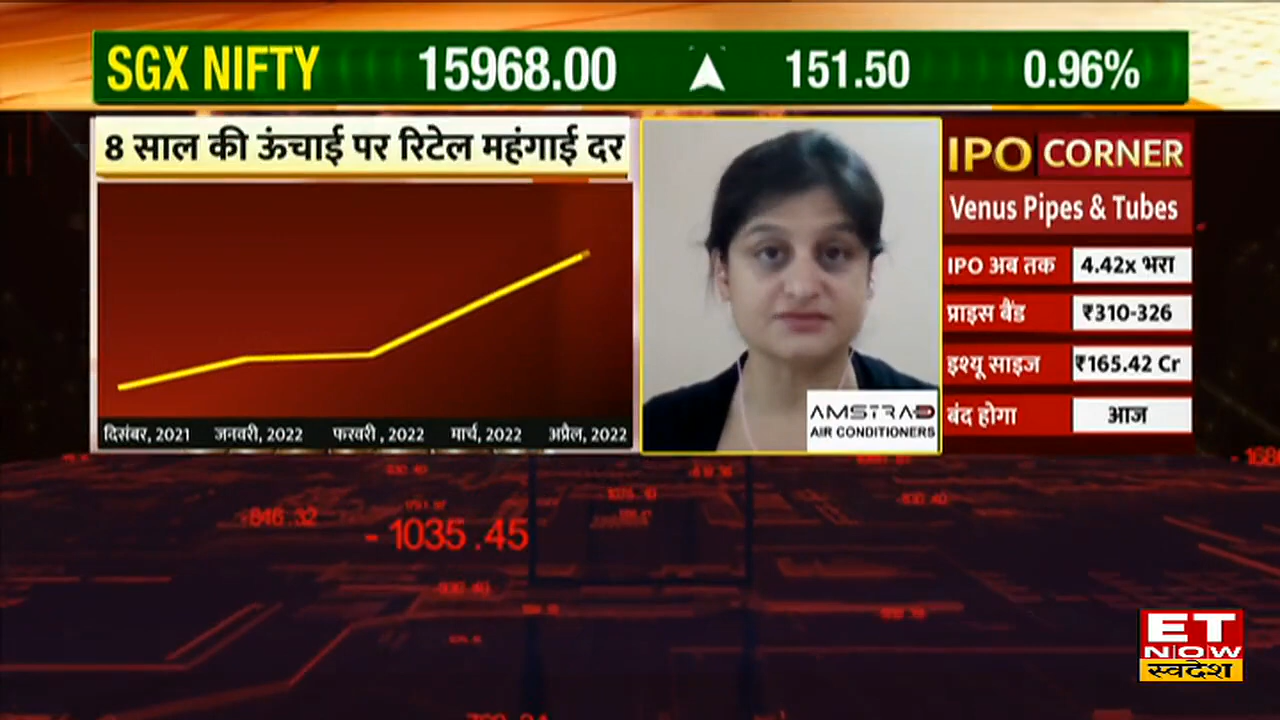 SGX NIFTY 15968.00 ▲ 151.50 0.96%
8 साल की ऊंचाई पर रिटेल महंगाई दर
दिसंबर, 2021 जनवरी, 2022 फरवरी , 2022 मार्च, 2022 अप्रैल, 2022
AMSTRAD
AIR CONDITIONERS
IPO CORNER
Venus Pipes & Tubes
IPO अब तक 4.42x भरा
प्राइस बैंड ₹310-326
इश्यू साइज ₹165.42 Cr
बंद होगा आज
-846.32
- 1035.45
ET
NOW
स्वदेश